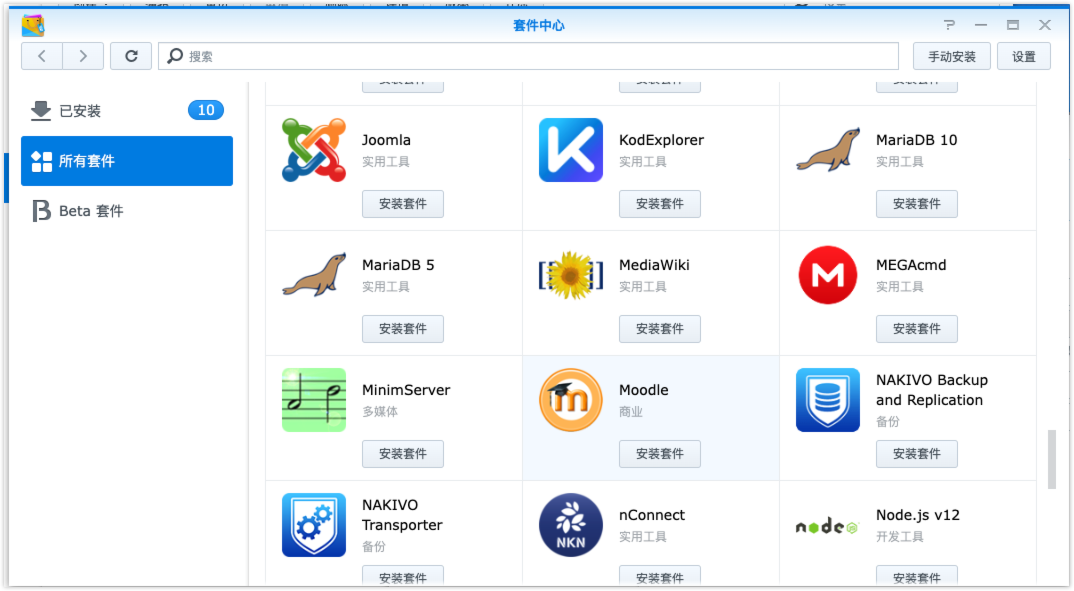 套件中心
搜索
手动安装
设置
已安装
10
所有套件
Beta 套件
Joomla
实用工具
安装套件
KodExplorer
实用工具
安装套件
MariaDB 10
实用工具
安装套件
MariaDB 5
实用工具
安装套件
MediaWiki
实用工具
安装套件
MEGAcmd
实用工具
安装套件
MinimServer
多媒体
安装套件
Moodle
商业
安装套件
NAKIVO Backup
and Replication
备份
安装套件
NAKIVO
Transporter
备份
安装套件
NKN
nConnect
实用工具
安装套件
node
Node.js v12
开发工具
安装套件